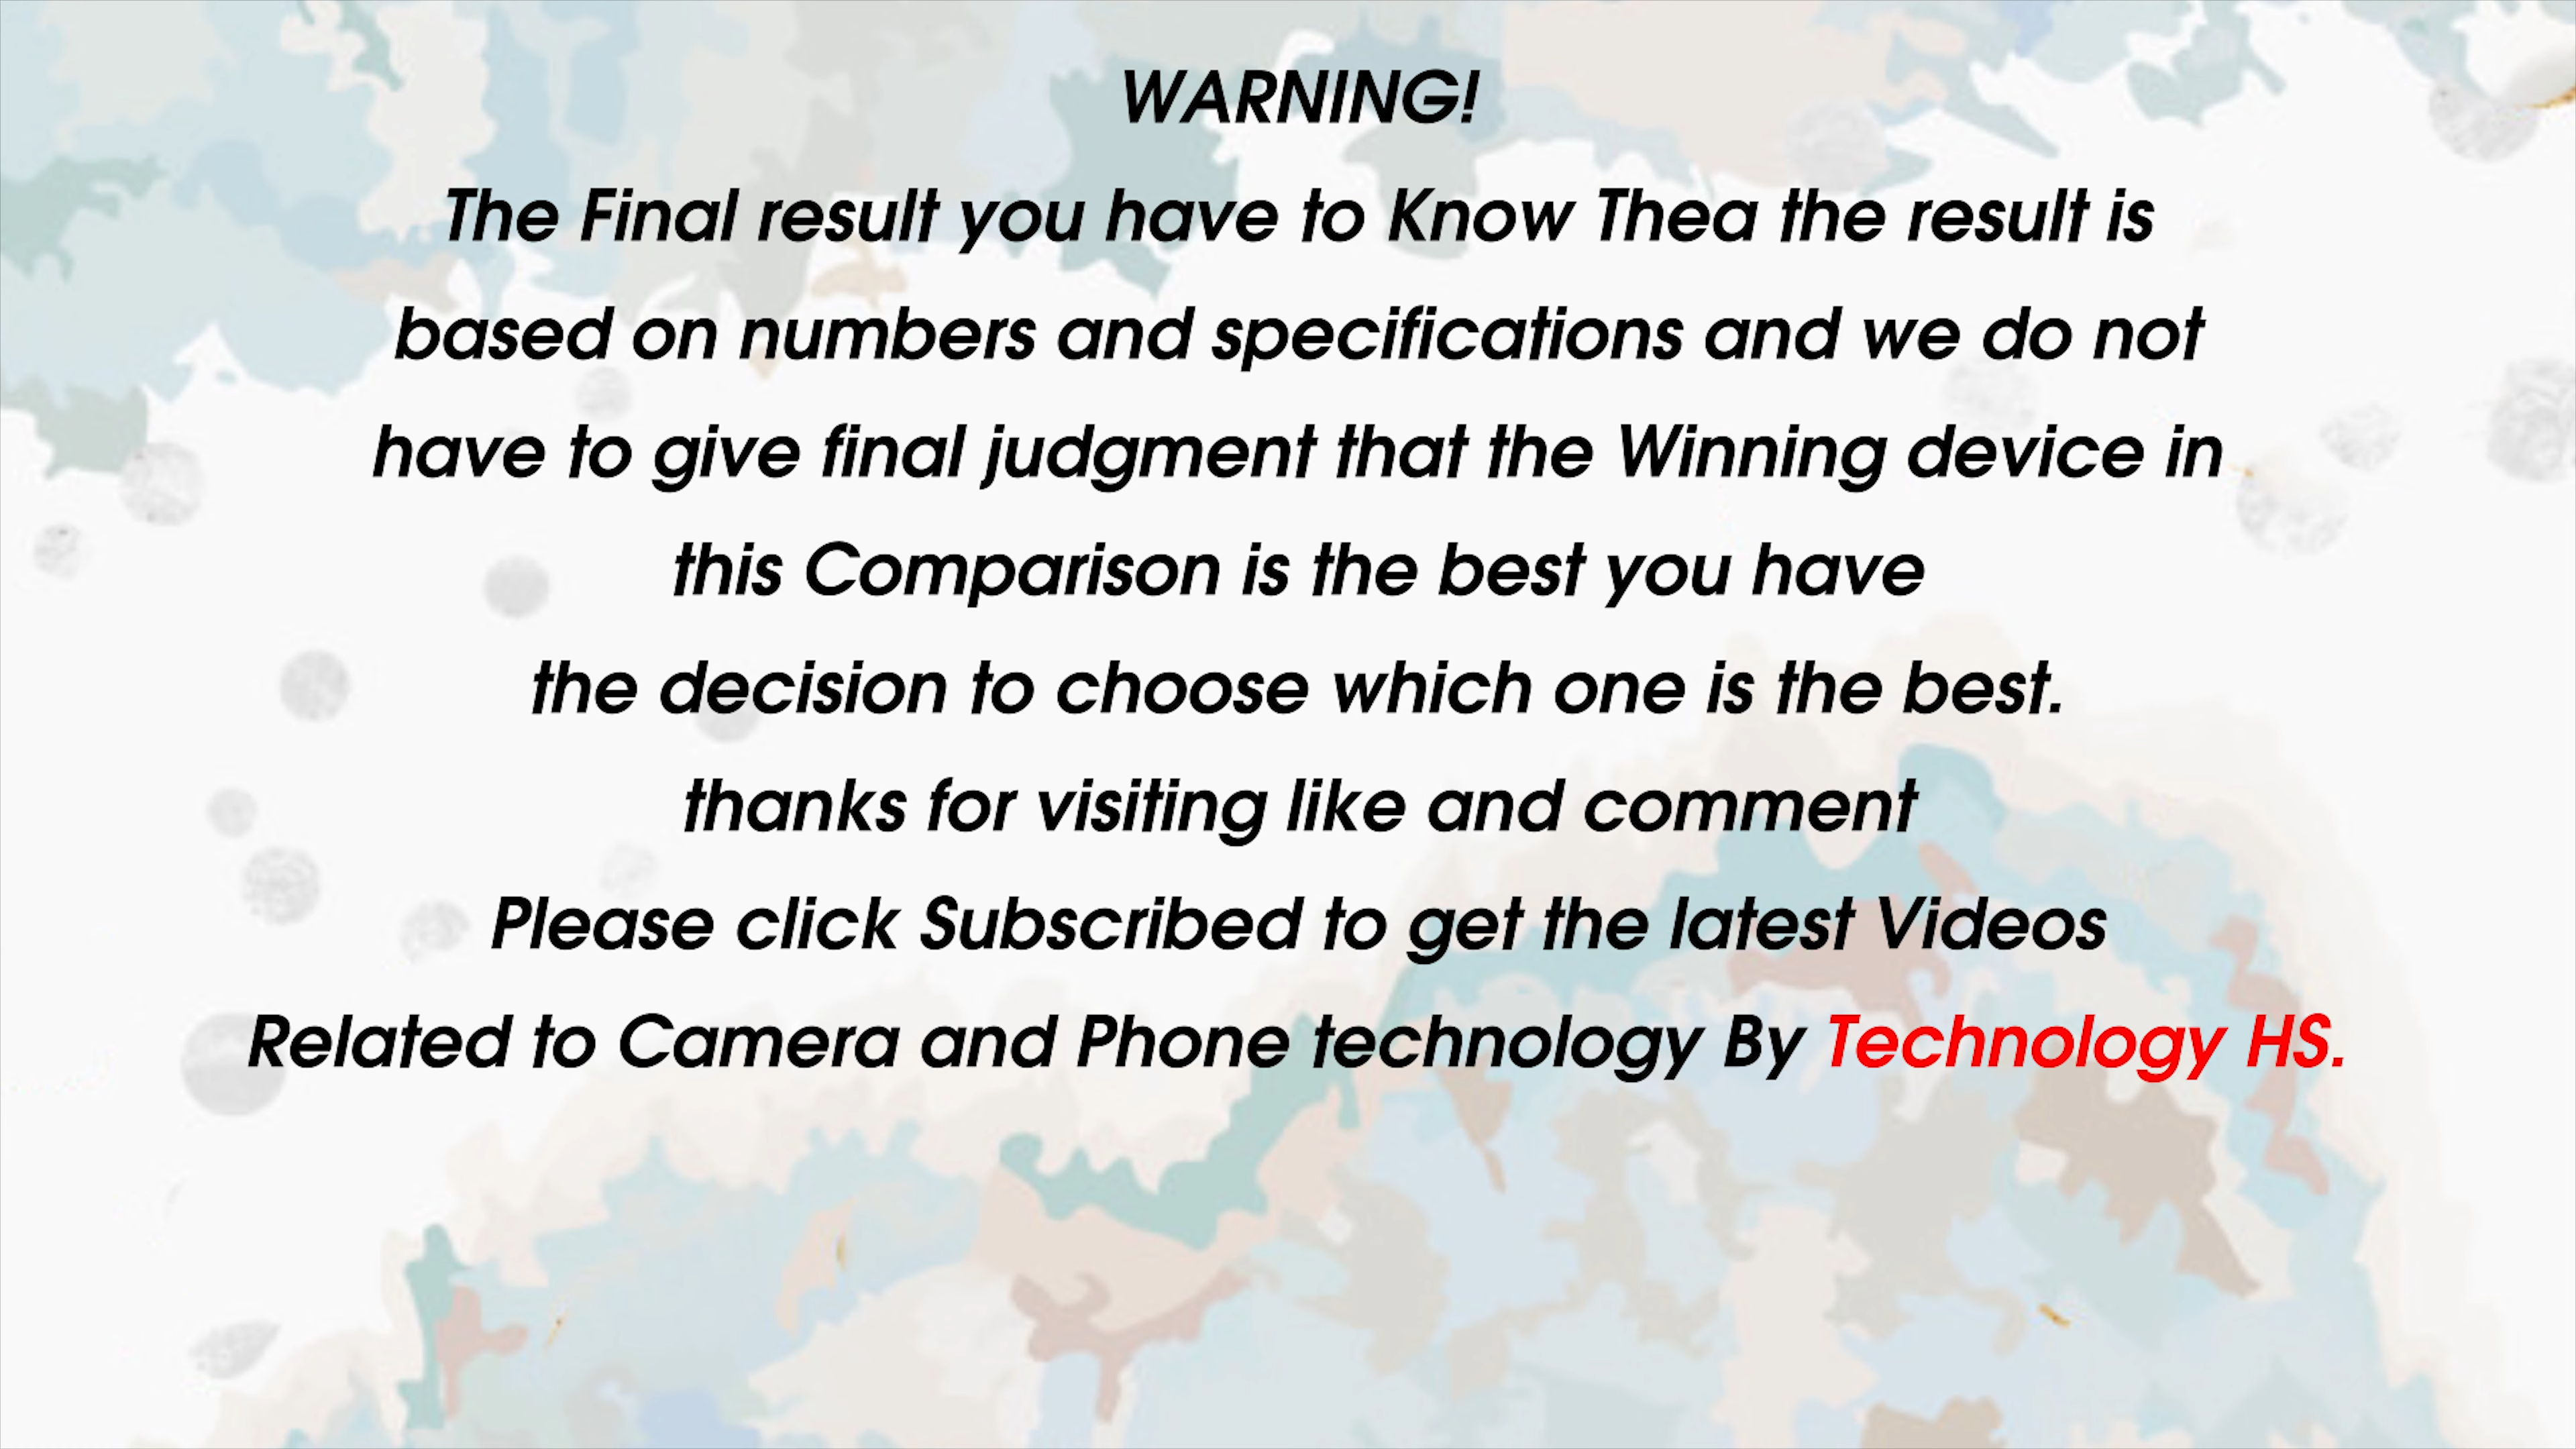 WARNING!
The Final result you have to Know Thea the result is
based on numbers and specifications and we do not
have to give final judgment that the Winning device in
this Comparison is the best you have
the decision to choose which one is the best.
thanks for visiting like and comment
Please click Subscribed to get the latest Videos
Related to Camera and Phone technology By Technology HS.